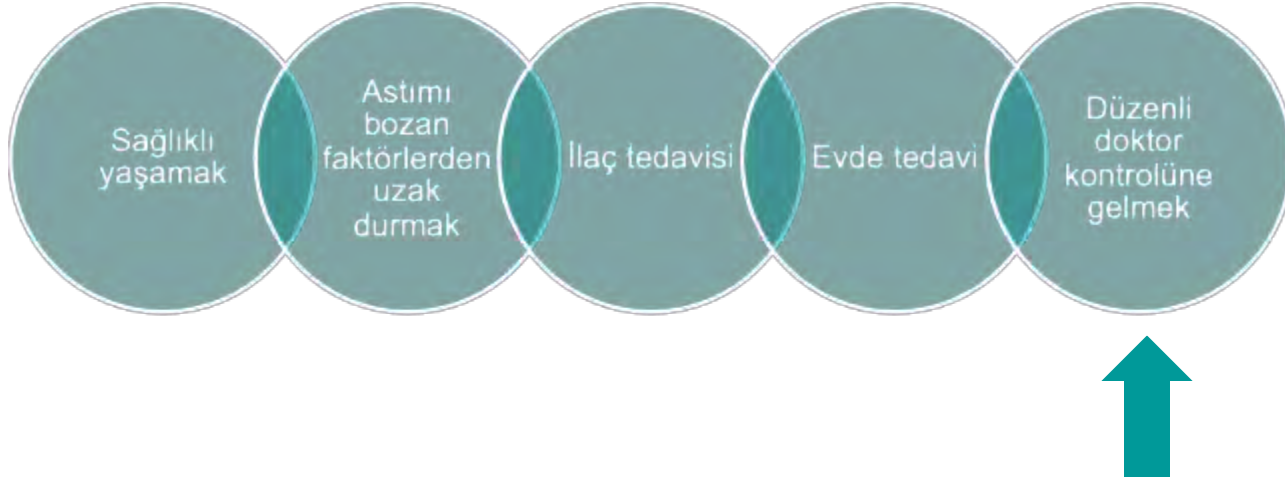 Sağlıklı
yaşamak
Astımı
bozan
faktörlerden
uzak
durmak
İlaç tedavisi
Evde tedavi
Düzenli
doktor
kontrolüne
gelmek